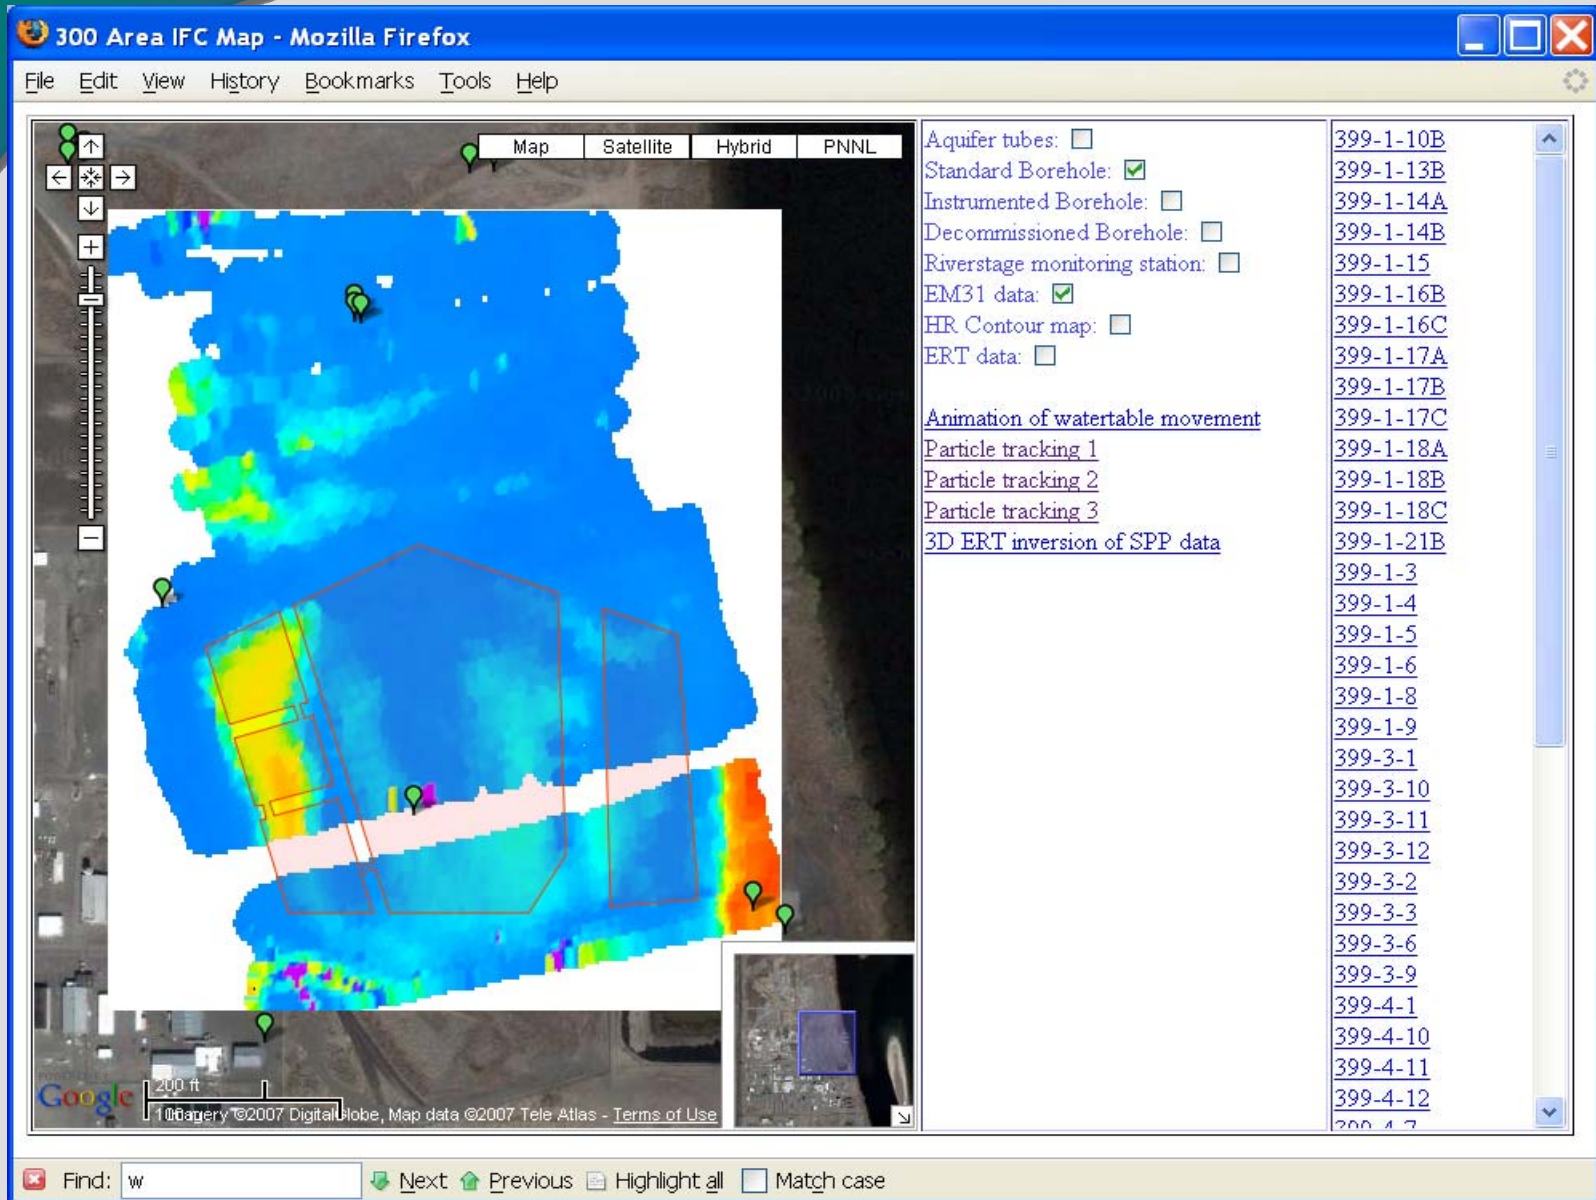 300 Area IFC Map - Mozilla Firefox
File Edit View History Bookmarks Tools Help
Map Satellite Hybrid PNNL
200 ft
Google
Imagery ©2007 DigitalGlobe, Map data ©2007 Tele Atlas - Terms of Use
Aquifer tubes:
Standard Borehole:
Instrumented Borehole:
Decommissioned Borehole:
Riverstage monitoring station:
EM31 data:
HR Contour map:
ERT data:
Animation of watertable movement
Particle tracking 1
Particle tracking 2
Particle tracking 3
3D ERT inversion of SPP data
399-1-10B
399-1-13B
399-1-14A
399-1-14B
399-1-15
399-1-16B
399-1-16C
399-1-17A
399-1-17B
399-1-17C
399-1-18A
399-1-18B
399-1-18C
399-1-21B
399-1-3
399-1-4
399-1-5
399-1-6
399-1-8
399-1-9
399-3-1
399-3-10
399-3-11
399-3-12
399-3-2
399-3-3
399-3-6
399-3-9
399-4-1
399-4-10
399-4-11
399-4-12
Find: w Next Previous Highlight all Match case